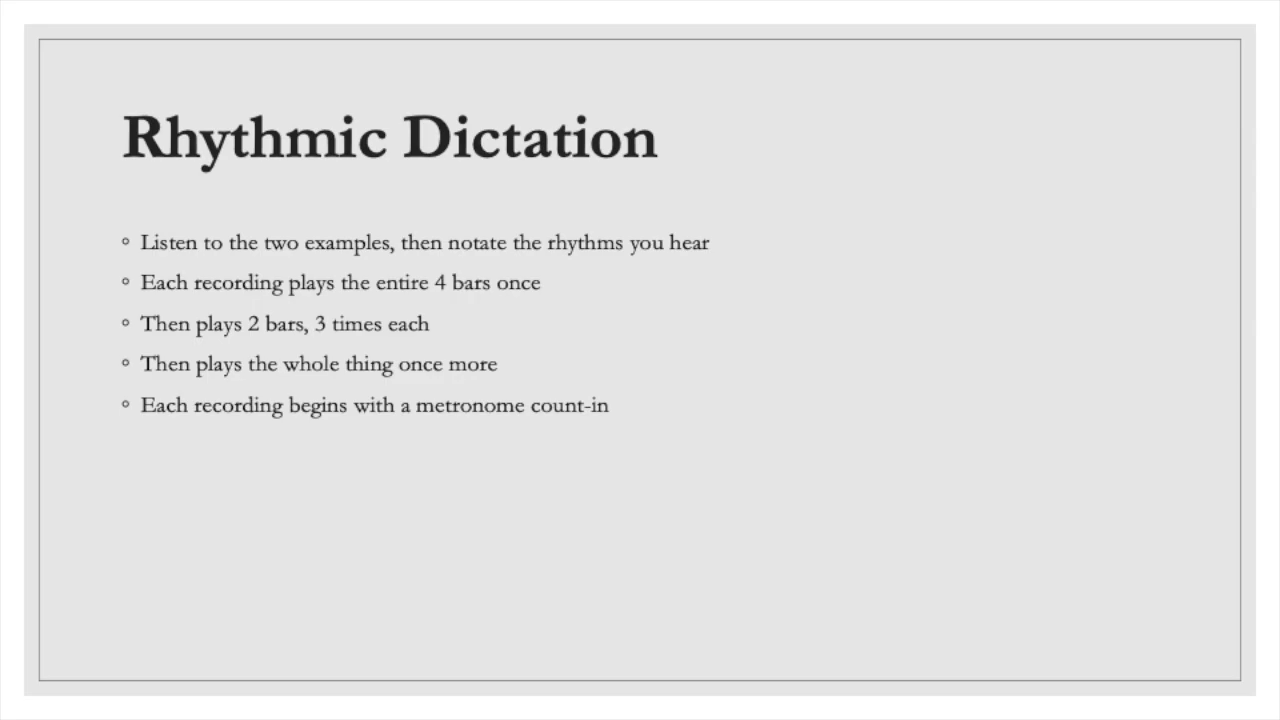 Rhythmic Dictation
◦ Listen to the two examples, then notate the rhythms you hear
◦ Each recording plays the entire 4 bars once
◦ Then plays 2 bars, 3 times each
◦ Then plays the whole thing once more
◦ Each recording begins with a metronome count-in